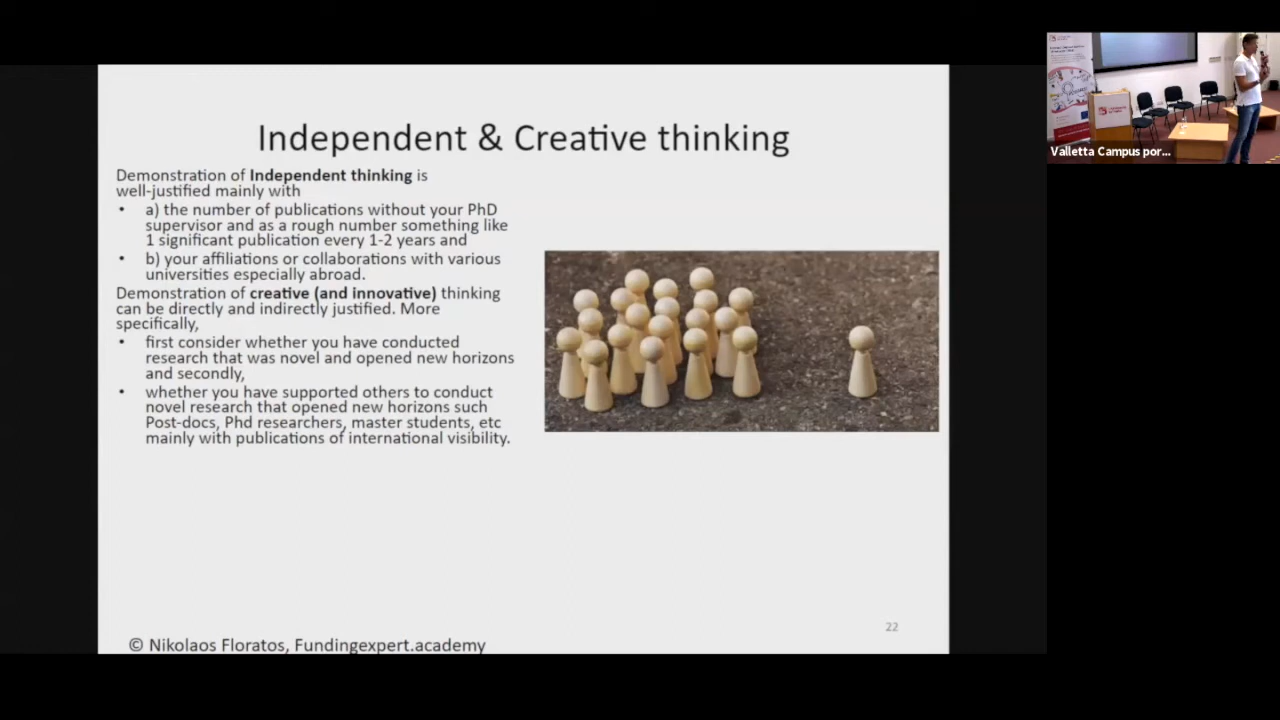 Independent & Creative thinking
Demonstration of Independent thinking is
well-justified mainly with
• a) the number of publications without your PhD
supervisor and as a rough number something like
1 significant publication every 1-2 years and
• b) your affiliations or collaborations with various
universities especially abroad.
Demonstration of creative (and innovative) thinking
can be directly and indirectly justified. More
specifically,
• first consider whether you have conducted
research that was novel and opened new horizons
and secondly,
• whether you have supported others to conduct
novel research that opened new horizons such
Post-docs, Phd researchers, master students, etc
mainly with publications of international visibility.
22
© Nikolaos Floratos, Fundingexpert.academy
Valletta Campus por...